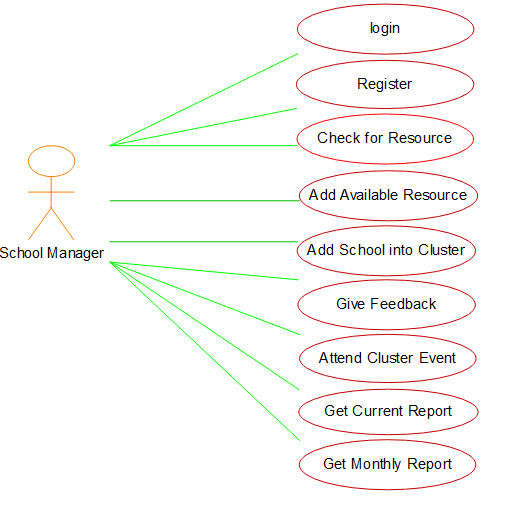 login
Register
Check for Resource
Add Available Resource
School Manager
Add School into Cluster
Give Feedback
Attend Cluster Event
Get Current Report
Get Monthly Report